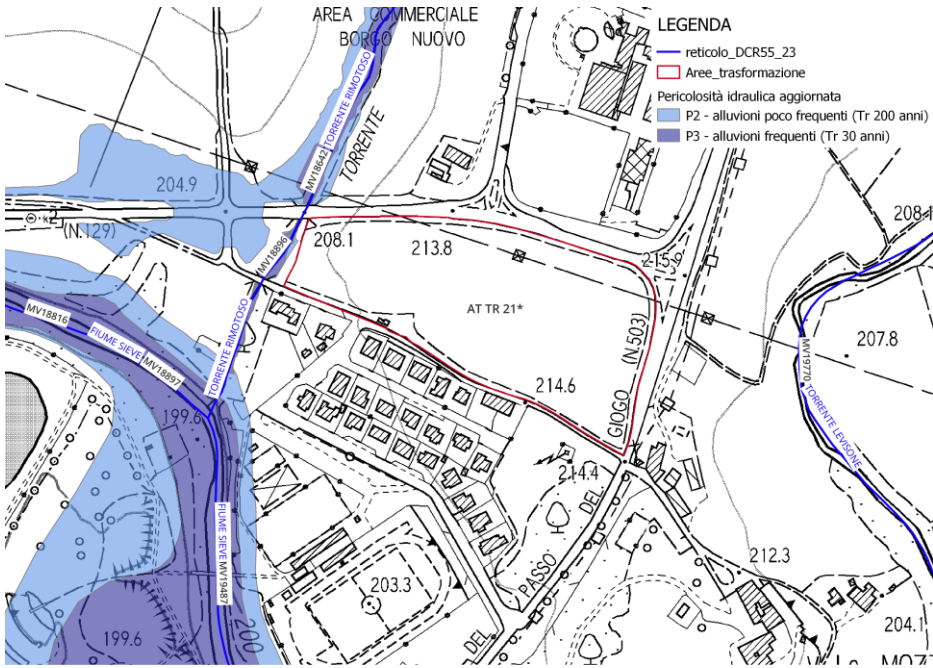 AREA COMMERCIALE
BORGO NUOVO
LEGENDA
reticolo_DCR55_23
Aree_trasformazione
Pericolosità idraulica aggiornata
P2 - alluvioni poco frequenti (Tr 200 anni)
P3 - alluvioni frequenti (Tr 30 anni)
TORRENTE RIMOTOSO
MV18642
TORRENTE
204.9
(N.129)
208.1
213.8
215.9
208.1
MV18896
AT TR 21*
207.8
MV18816
FIUME SIEVE
MV18897
TORRENTE RIMOTOSO
(N.503)
GIOGO
MV19770
TORRENTE LEVISONE
199.6
214.6
214.4
DEL
PASSO
DEL
FIUME SIEVE
MV19487
203.3
212.3
199.6
200
204.1